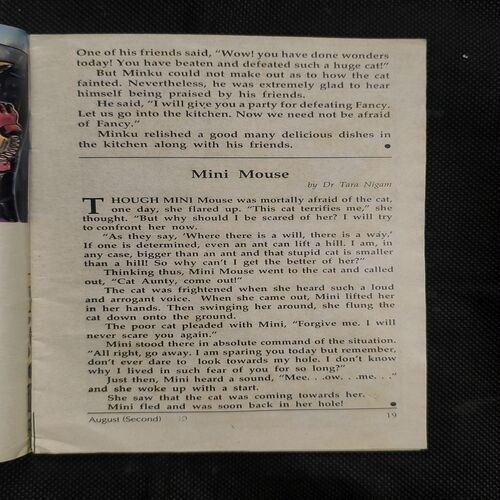 One of his friends said, "Wow! you have done wonders
today! You have beaten and defeated such a huge cat!"
But Minku could not make out as to how the cat
fainted. Nevertheless, he was extremely glad to hear
himself being praised by his friends.
He said, "I will give you a party for defeating Fancy.
Let us go into the kitchen. Now we need not be afraid
of Fancy."
Minku relished a good many delicious dishes in
the kitchen along with his friends.
Mini Mouse
by Dr Tara Nigam
THOUGH MINI Mouse was mortally afraid of the cat,
one day, she flared up. "This cat terrifies me," she
thought. "But why should I be scared of her? I will try
to confront her now.
"As they say, 'Where there is a will, there is a way.'
If one is determined, even an ant can lift a hill. I am, in
any case, bigger than an ant and that stupid cat is smaller
than a hill! So why can't I get the better of her?"
Thinking thus, Mini Mouse went to the cat and called
out, "Cat Aunty, come out!"
The cat was frightened when she heard such a loud
and arrogant voice. When she came out, Mini lifted her
in her hands. Then swinging her around, she flung the
cat down onto the ground.
The poor cat pleaded with Mini, "Forgive me. I will
never scare you again."
Mini stood there in absolute command of the situation.
"All right, go away. I am sparing you today but remember,
don't ever dare to look towards my hole. I don't know
why I lived in such fear of you for so long?"
Just then, Mini heard a sound, "Mee. . .ow. . .me. . ."
and she woke up with a start.
She saw that the cat was coming towards her.
Mini fled and was soon back in her hole!
August (Second) 19